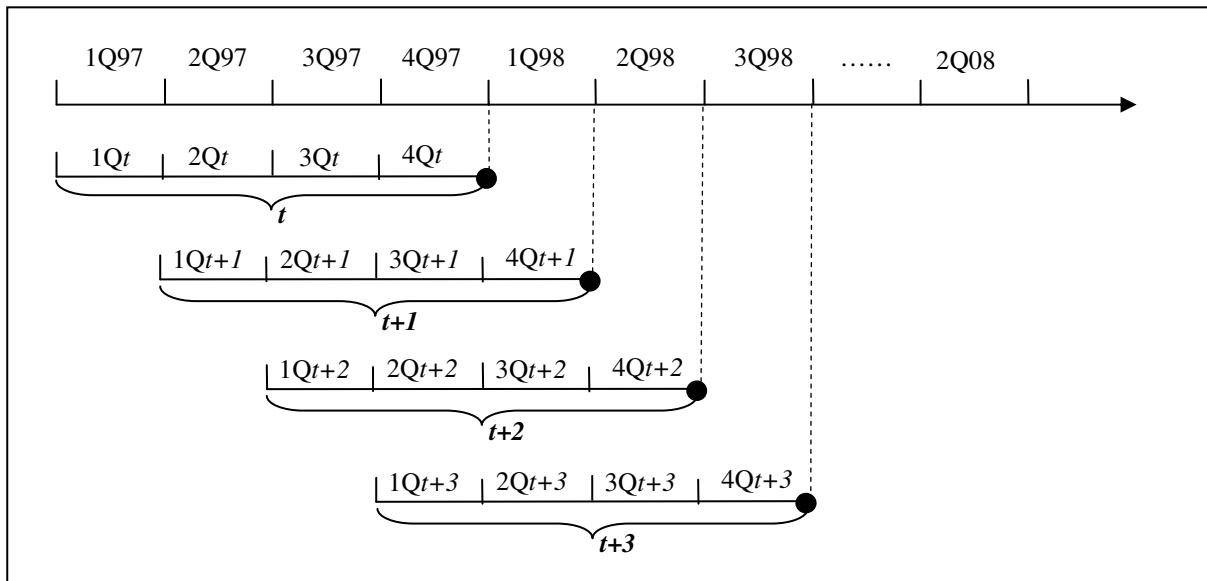 1Q97 2Q97 3Q97 4Q97 1Q98 2Q98 3Q98 …… 2Q08
1Qt 2Qt 3Qt 4Qt
t
1Qt+1 2Qt+1 3Qt+1 4Qt+1
t+1
1Qt+2 2Qt+2 3Qt+2 4Qt+2
t+2
1Qt+3 2Qt+3 3Qt+3 4Qt+3
t+3